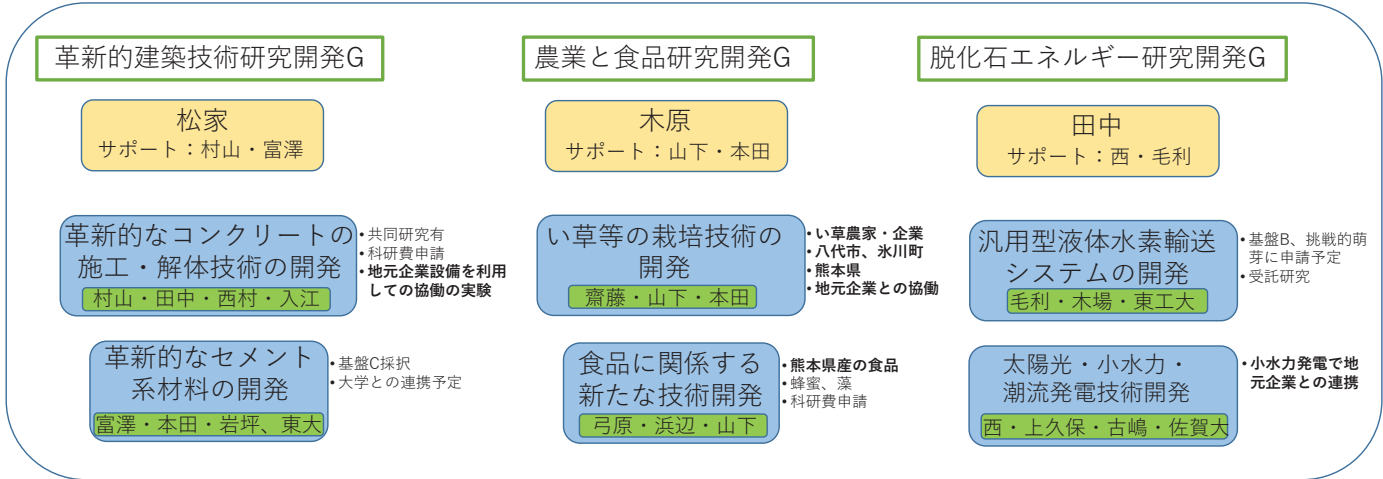 革新的建築技術研究開発G
松家
サポート：村山・富澤
革新的なコンクリートの
施工・解体技術の開発
村山・田中・西村・入江
• 共同研究有
• 科研費申請
• 地元企業設備を利用
しての協働の実験
革新的なセメント
系材料の開発
富澤・本田・岩坪、東大
• 基盤C採択
• 大学との連携予定
農業と食品研究開発G
木原
サポート：山下・本田
い草等の栽培技術の
開発
齋藤・山下・本田
• い草農家・企業
• 八代市、氷川町
• 熊本県
• 地元企業との協働
食品に関係する
新たな技術開発
弓原・浜辺・山下
• 熊本県産の食品
• 蜂蜜、藻
• 科研費申請
脱化石エネルギー研究開発G
田中
サポート：西・毛利
汎用型液体水素輸送
システムの開発
毛利・木場・東工大
• 基盤B、挑戦的萌
芽に申請予定
• 受託研究
太陽光・小水力・
潮流発電技術開発
西・上久保・古嶋・佐賀大
• 小水力発電で地
元企業との連携